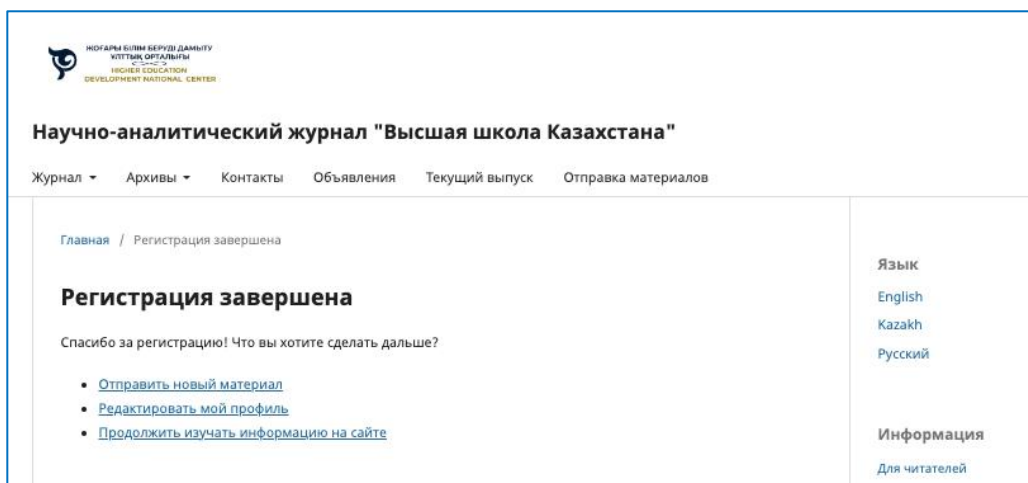 ЖОҒАРЫ БІЛІМ БЕРУДІ ДАМЫТУ
ҰЛТТЫҚ ОРТАЛЫҒЫ
HIGHER EDUCATION
DEVELOPMENT NATIONAL CENTER
Научно-аналитический журнал "Высшая школа Казахстана"
Журнал Архивы Контакты Объявления Текущий выпуск Отправка материалов
Главная / Регистрация завершена
Регистрация завершена
Спасибо за регистрацию! Что вы хотите сделать дальше?
• Отправить новый материал
• Редактировать мой профиль
• Продолжить изучать информацию на сайте
Язык
English
Kazakh
Русский
Информация
Для читателей